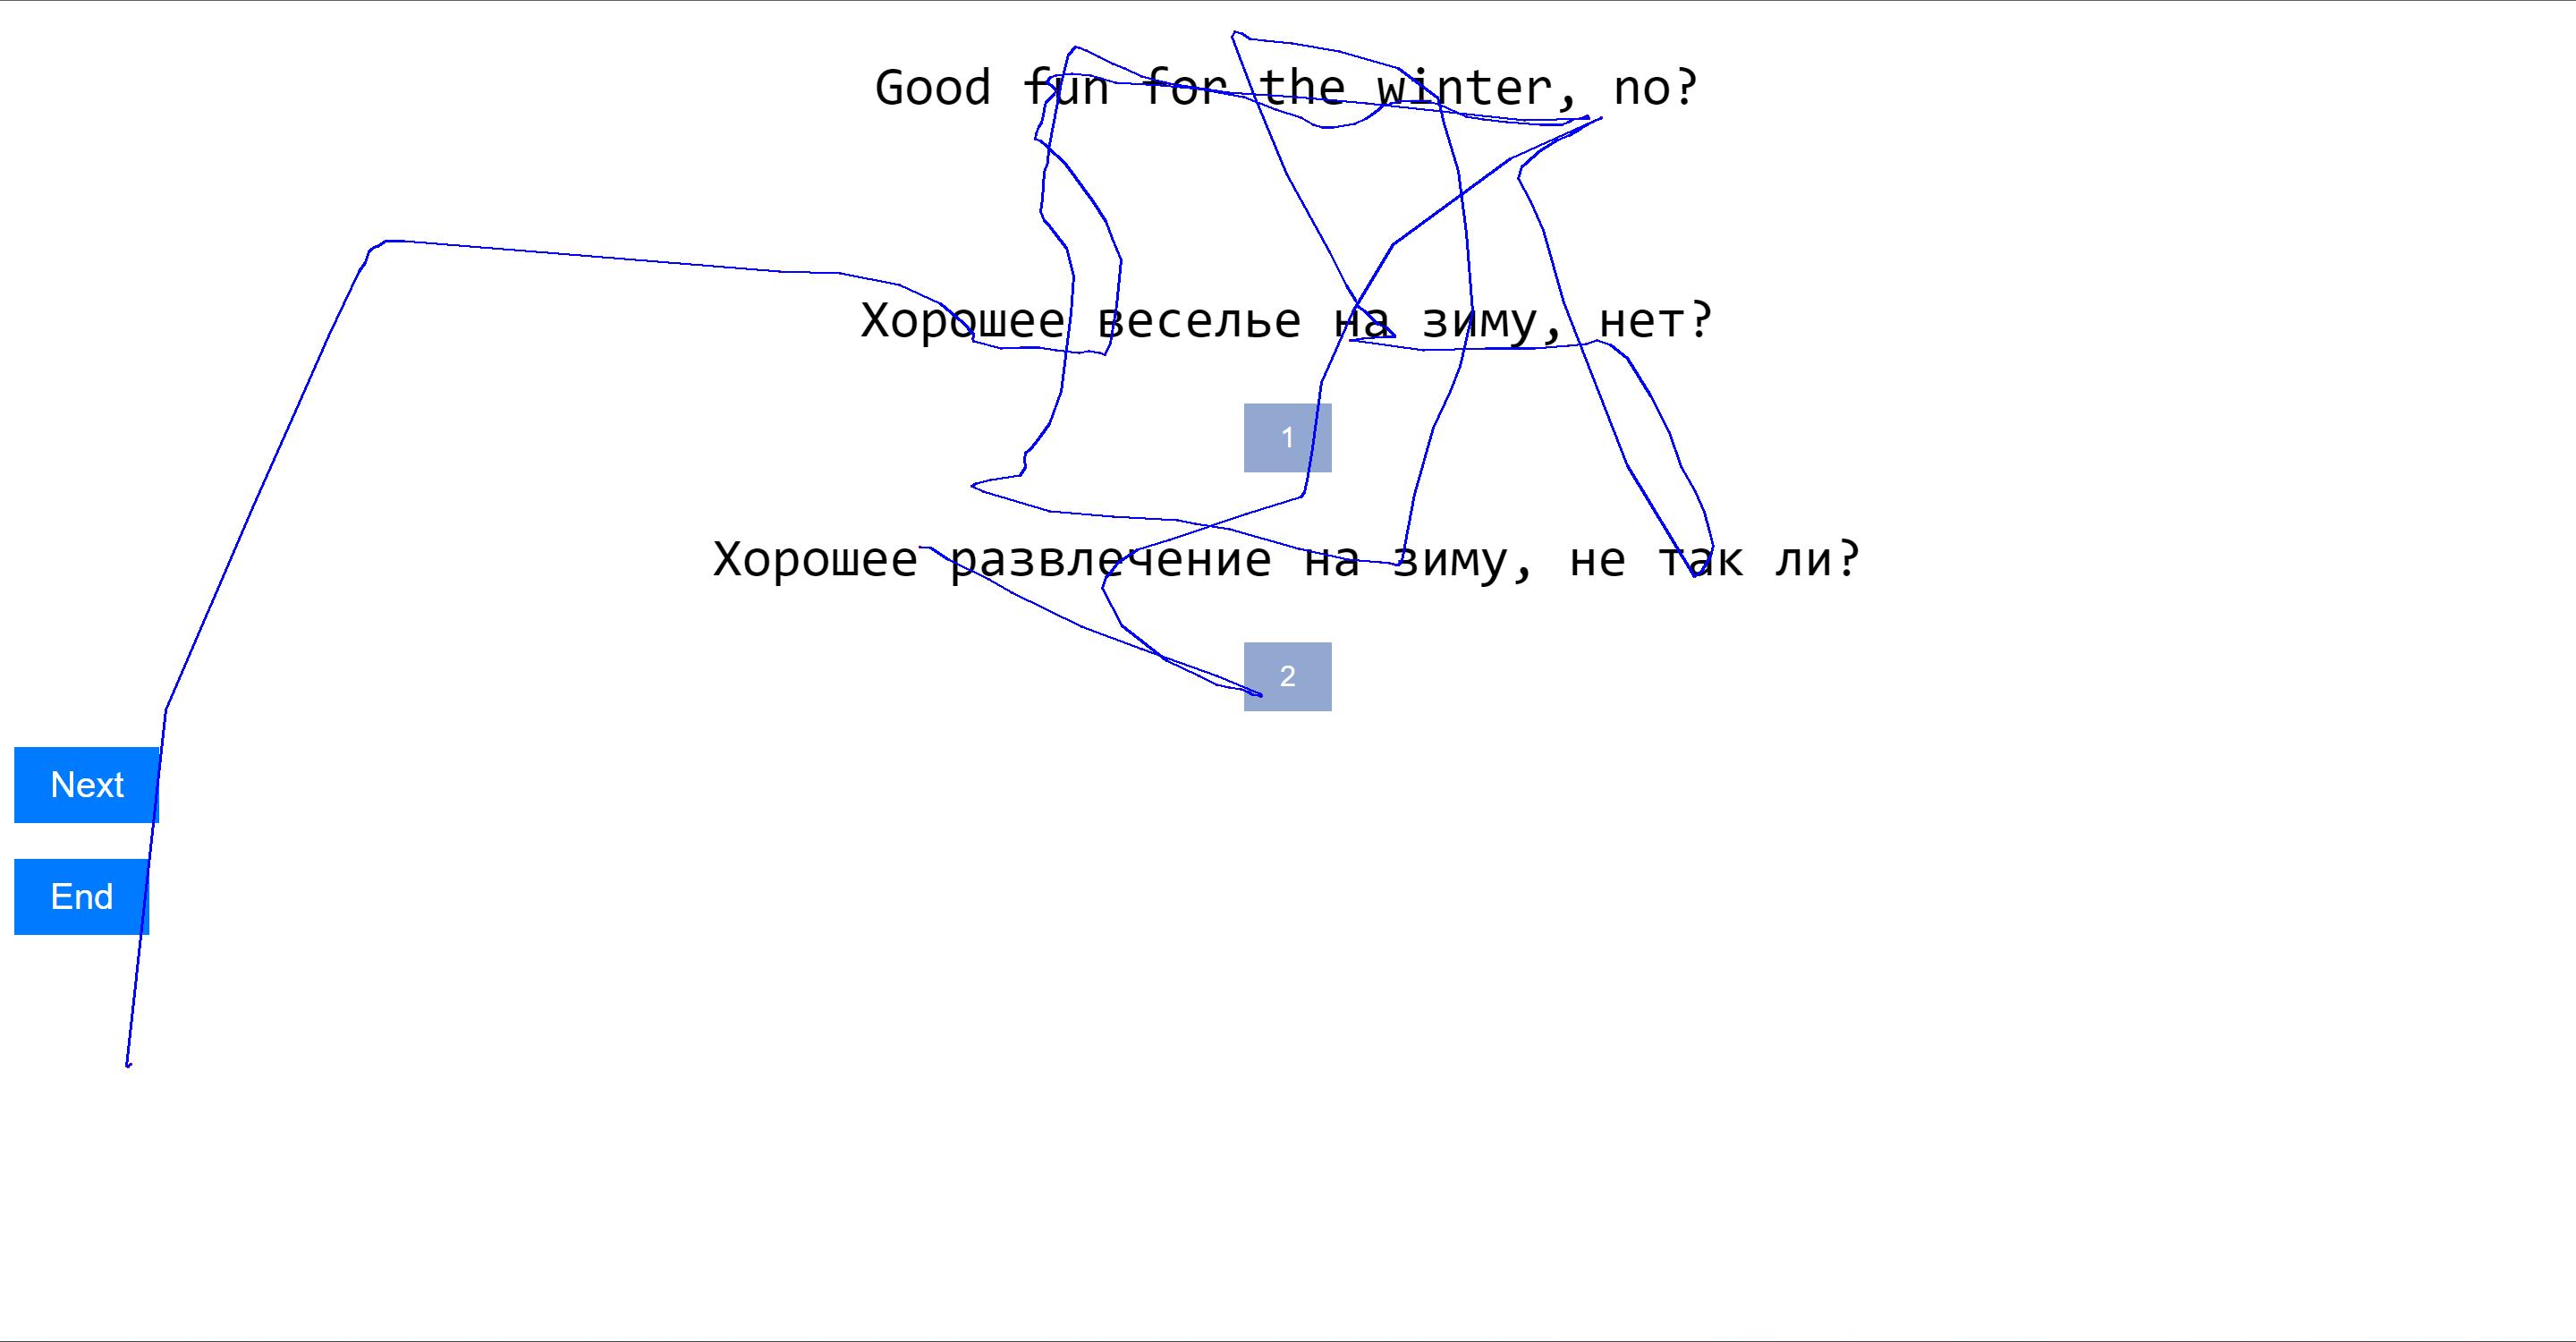 Good fun for the winter, no?
Хорошее веселье на зиму, нет?
1
Хорошее развлечение на зиму, не так ли?
2
Next
End